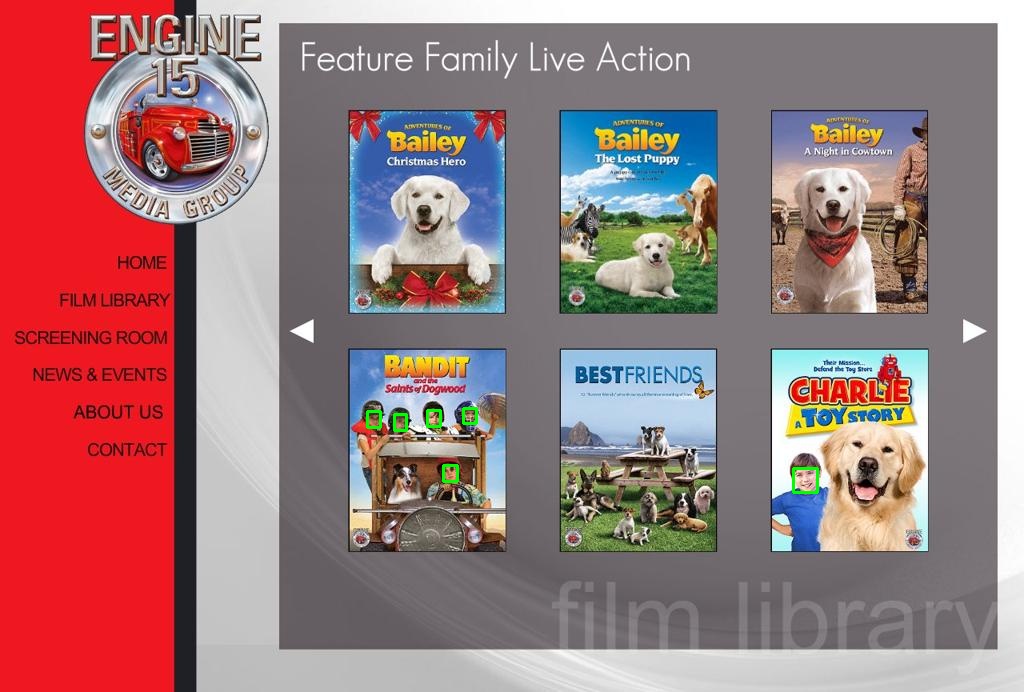 ENGINE
15
MEDIA GROUP
HOME
FILM LIBRARY
SCREENING ROOM
NEWS & EVENTS
ABOUT US
CONTACT
Feature Family Live Action
ADVENTURES OF
Bailey
Christmas Hero
ADVENTURES OF
Bailey
The Lost Puppy
ADVENTURES OF
Bailey
A Night in Cowtown
BANDIT
and the
Saints of Dogwood
BESTFRIENDS
Their Mission...
Defend the Toy Store
CHARLIE
A TOY STORY
film library